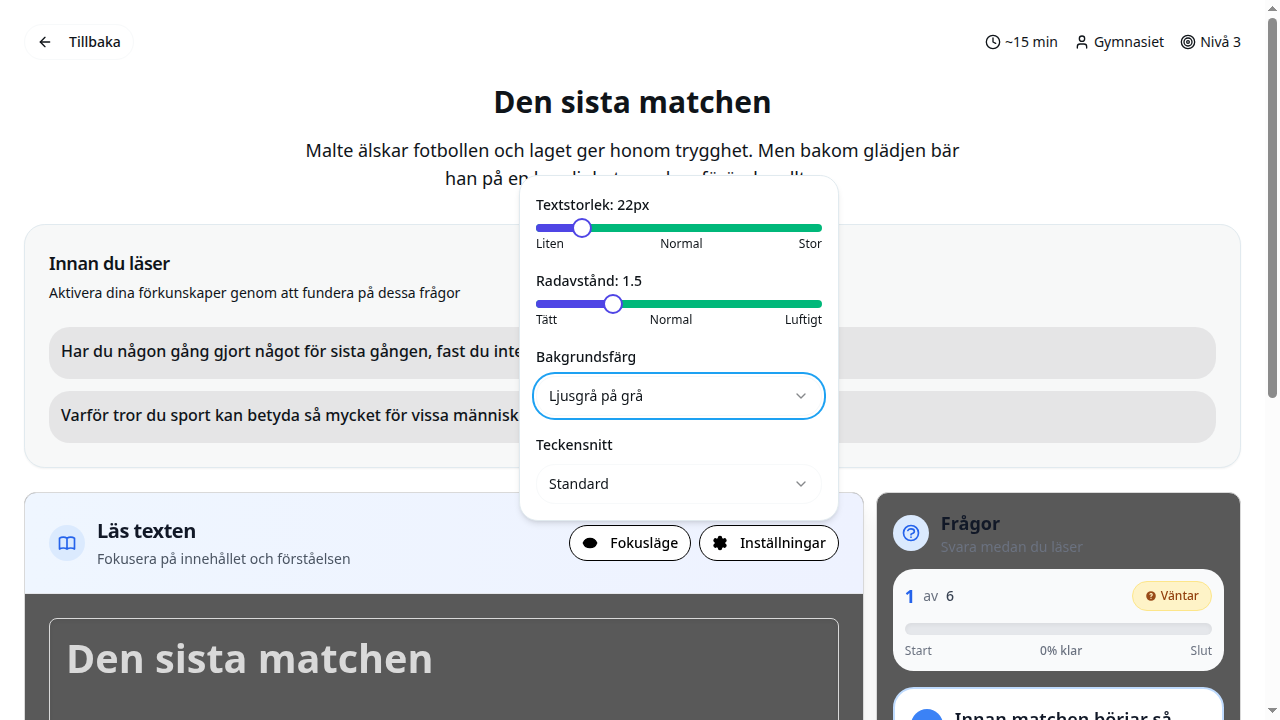 Tillbaka
~15 min
Gymnasiet
Nivå 3
Den sista matchen
Malte älskar fotbollen och laget ger honom trygghet. Men bakom glädjen bär
han på en
Textstorlek: 22px
Liten
Normal
Stor
Radavstånd: 1.5
Tätt
Normal
Luftigt
Bakgrundsfärg
Ljusgrå på grå
Teckensnitt
Standard
Innan du läser
Aktivera dina förkunskaper genom att fundera på dessa frågor
Har du någon gång gjort något för sista gången, fast du inte
Varför tror du sport kan betyda så mycket för vissa människ
Läs texten
Fokusera på innehållet och förståelsen
Fokusläge
Inställningar
Den sista matchen
Frågor
Svara medan du läser
1 av 6
Väntar
Start
0% klar
Slut
Innan matchen börjar så